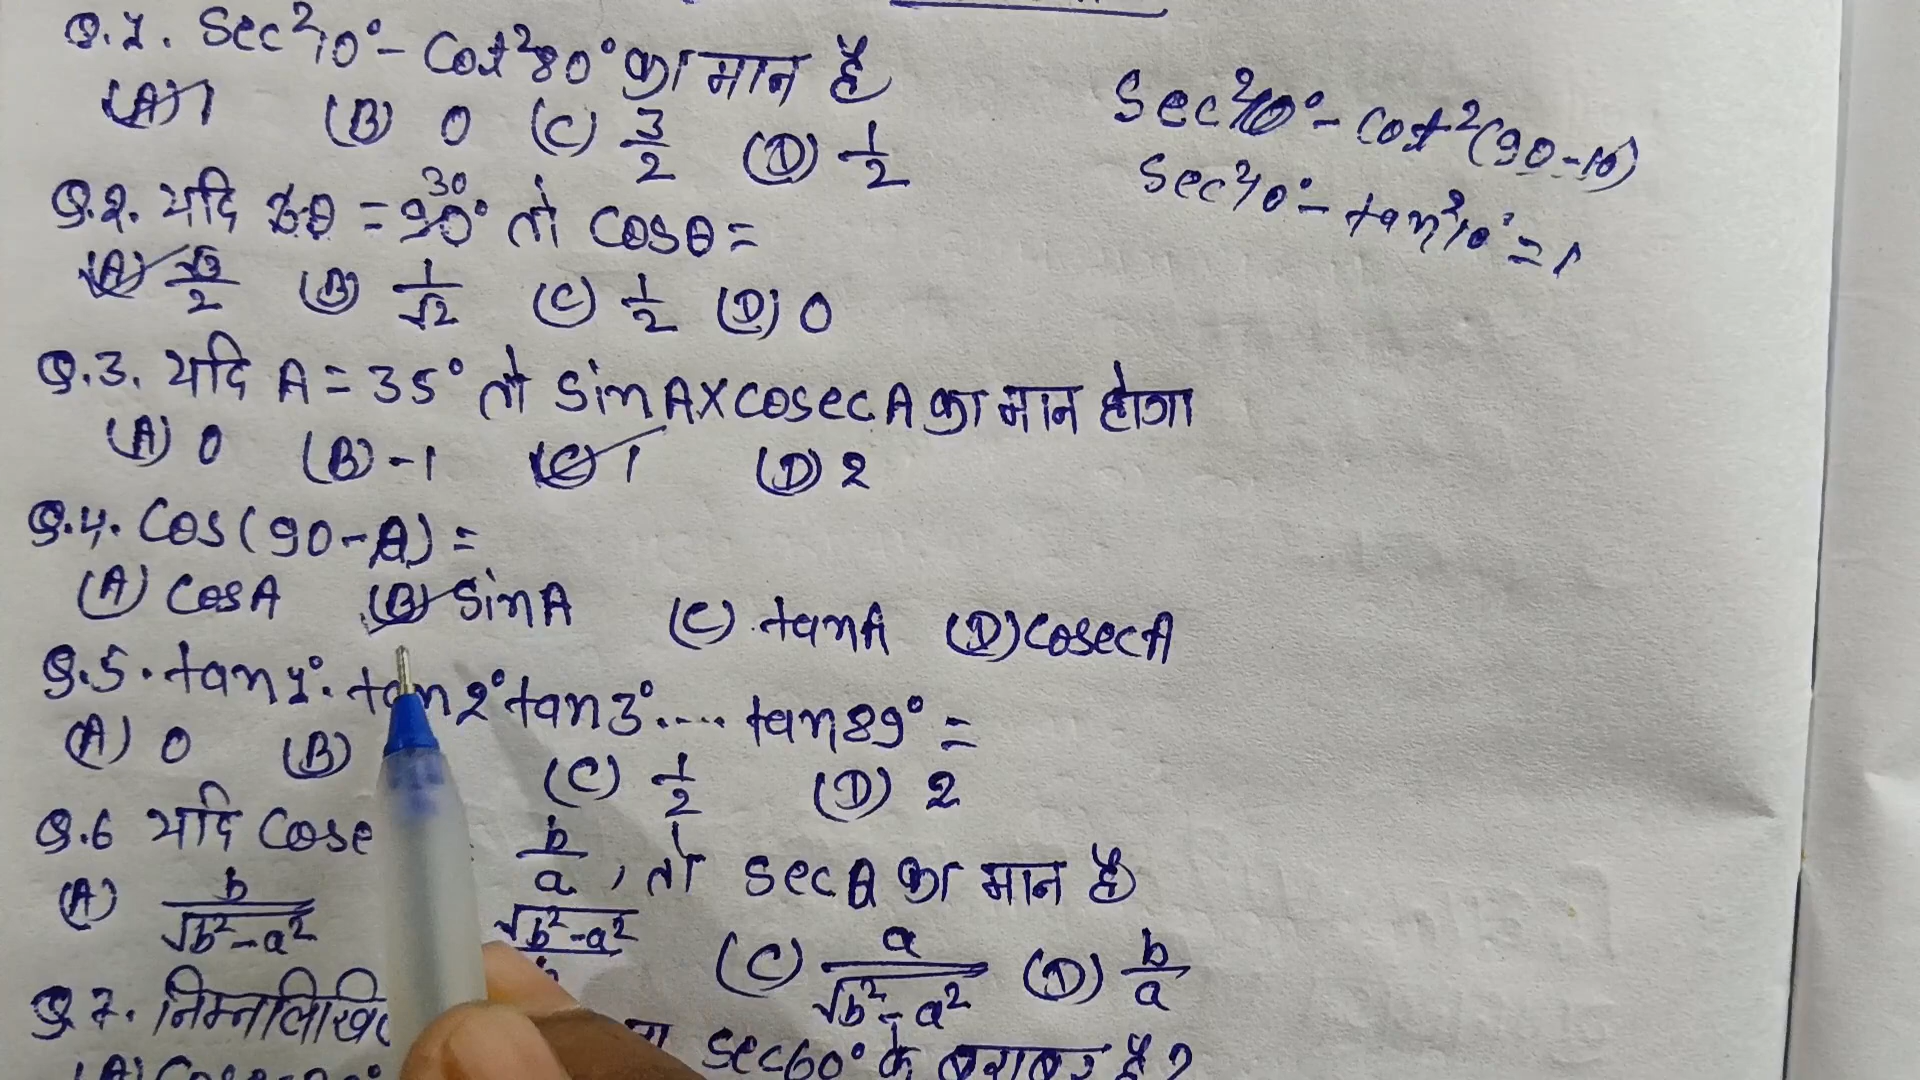 Q.1. Sec²10° - Cot²80° का मान है
(A) 1 (B) 0 (C) 3/2 (D) 1/2
Sec²10° - Cot²(90-10)
Sec²10° - tan²10° = 1
Q.2. यदि 3θ = 90° 30 तो cosθ =
(A) √3/2 (B) 1/√2 (C) 1/2 (D) 0
Q.3. यदि A = 35° तो sinA×cosecA का मान होगा
(A) 0 (B) -1 (C) 1 (D) 2
Q.4. Cos(90-A) =
(A) CosA (B) SinA (C) tanA (D) cosecA
Q.5. tan1°. tan2° tan3°.... tan89° =
(A) 0 (B) (C) 1/2 (D) 2
Q.6 यदि Cose b/a, तो secθ का मान है
(A) b/√b²-a² √b²-a² (C) a/√b²-a² (D) b/a
Q.7. निम्नलिखि sec60° के बराबर है?